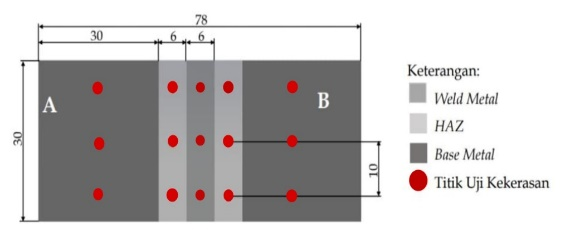 78
30 6 6
A
B
30
10
Keterangan:
Weld Metal
HAZ
Base Metal
Titik Uji Kekerasan